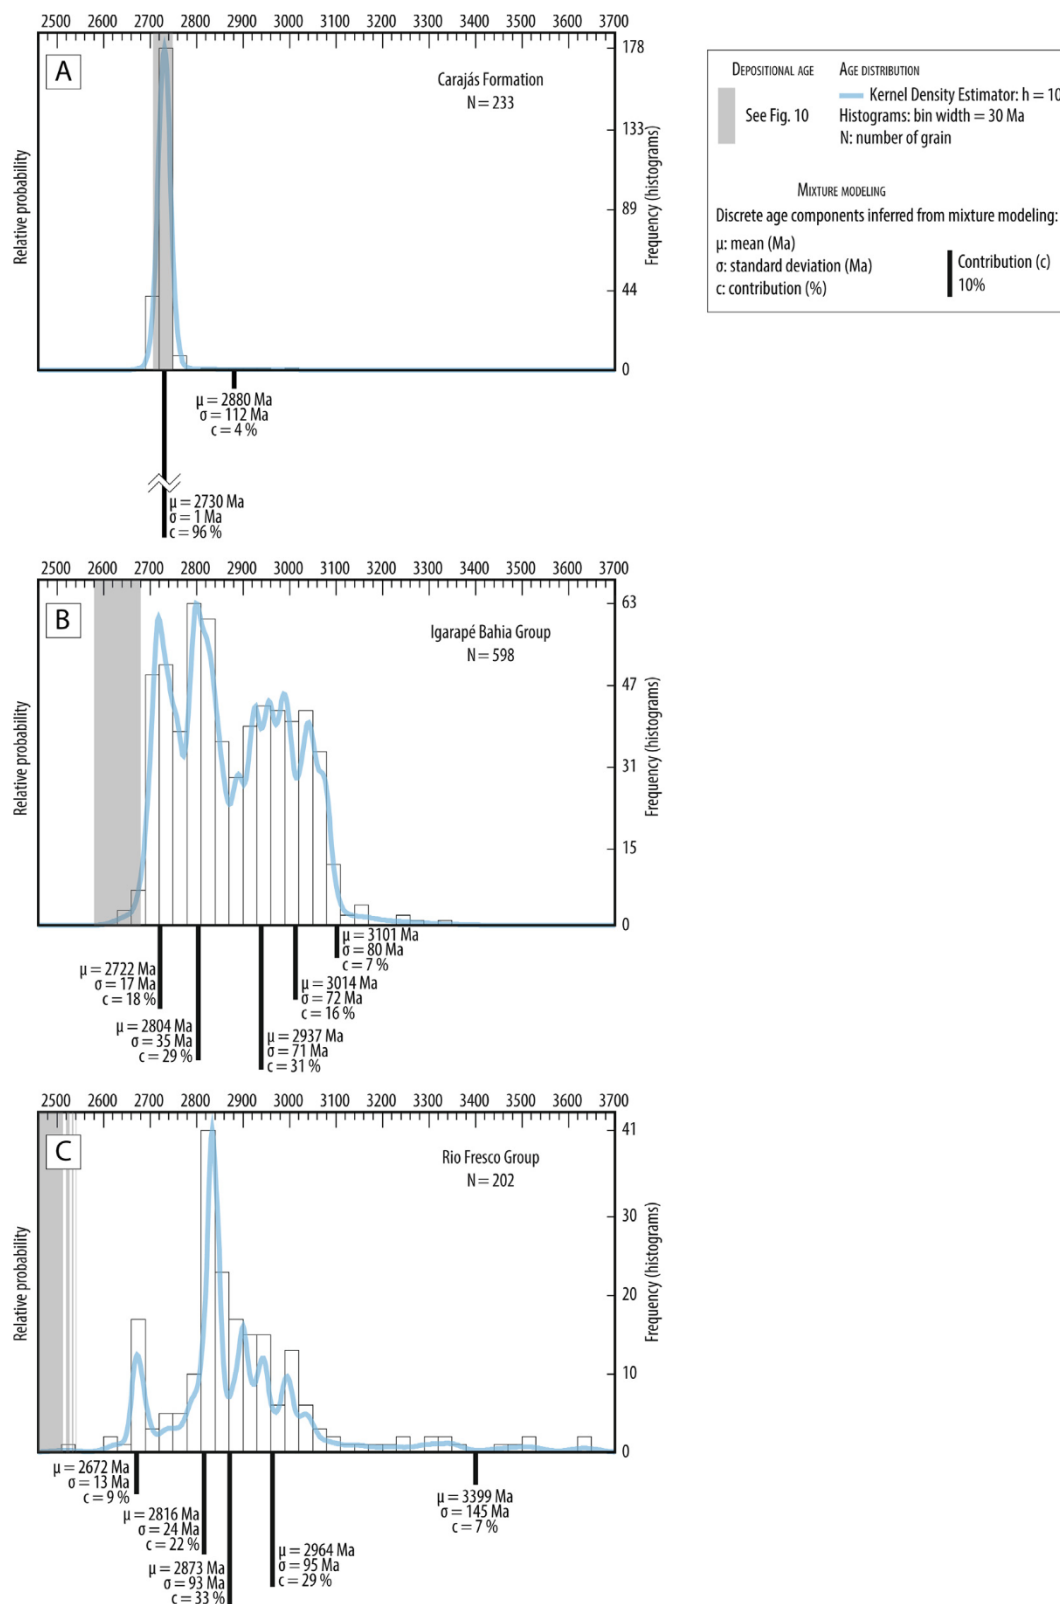 2500 2600 2700 2800 2900 3000 3100 3200 3300 3400 3500 3600 3700
A
Carajás Formation
N = 233
178
133
89
44
0
Relative probability
Frequency (histograms)
μ = 2880 Ma
σ = 112 Ma
c = 4 %
μ = 2730 Ma
σ = 1 Ma
c = 96 %
DEPOSITIONAL AGE
See Fig. 10
AGE DISTRIBUTION
Kernel Density Estimator: h = 10
Histograms: bin width = 30 Ma
N: number of grain
MIXTURE MODELING
Discrete age components inferred from mixture modeling:
μ: mean (Ma)
σ: standard deviation (Ma)
c: contribution (%)
Contribution (c)
10%
2500 2600 2700 2800 2900 3000 3100 3200 3300 3400 3500 3600 3700
B
Igarapé Bahia Group
N = 598
63
47
31
15
0
Relative probability
Frequency (histograms)
μ = 2722 Ma
σ = 17 Ma
c = 18 %
μ = 2804 Ma
σ = 35 Ma
c = 29 %
μ = 2937 Ma
σ = 71 Ma
c = 31 %
μ = 3014 Ma
σ = 72 Ma
c = 16 %
μ = 3101 Ma
σ = 80 Ma
c = 7 %
2500 2600 2700 2800 2900 3000 3100 3200 3300 3400 3500 3600 3700
C
Rio Fresco Group
N = 202
41
30
20
10
0
Relative probability
Frequency (histograms)
μ = 2672 Ma
σ = 13 Ma
c = 9 %
μ = 2816 Ma
σ = 24 Ma
c = 22 %
μ = 2873 Ma
σ = 93 Ma
c = 33 %
μ = 2964 Ma
σ = 95 Ma
c = 29 %
μ = 3399 Ma
σ = 145 Ma
c = 7 %